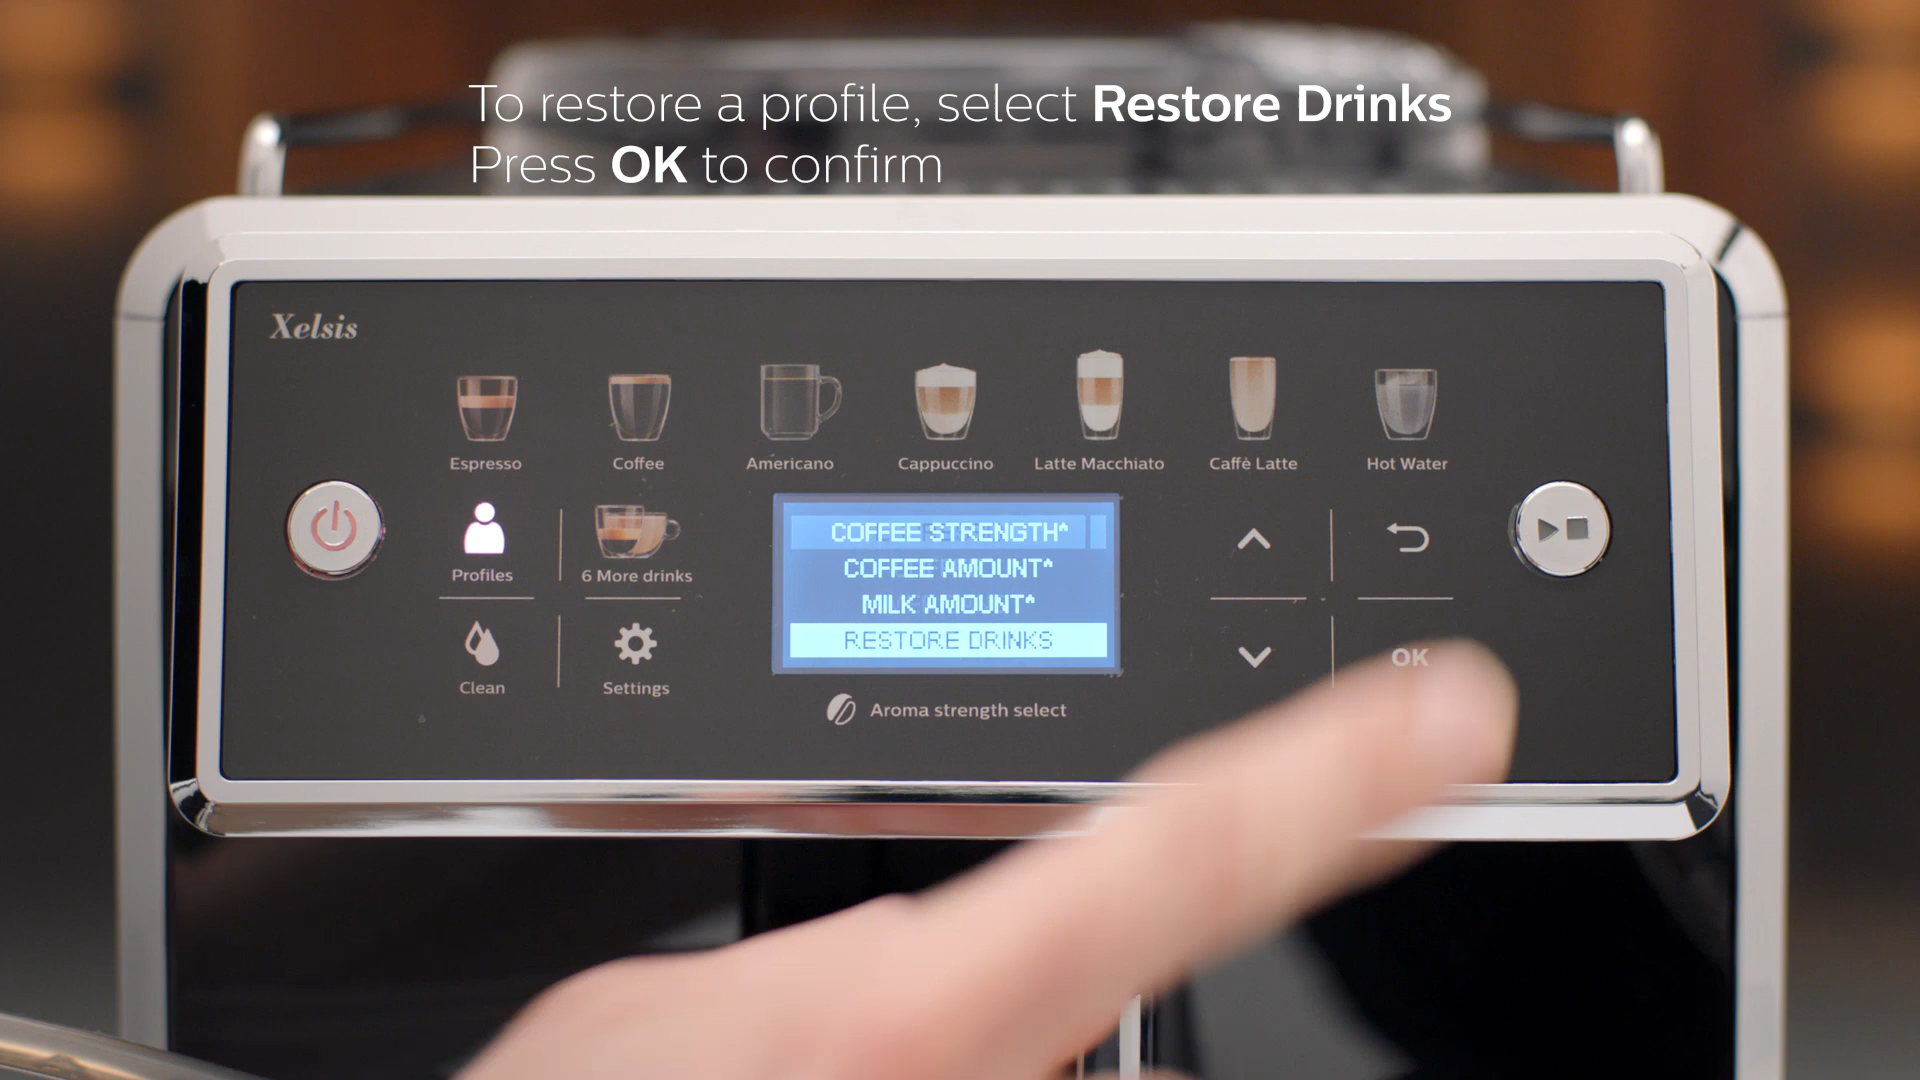 To restore a profile, select Restore Drinks
Press OK to confirm
Xelsis
Espresso
Coffee
Americano
Cappuccino
Latte Macchiato
Caffè Latte
Hot Water
COFFEE STRENGTH*
COFFEE AMOUNT*
MILK AMOUNT*
RESTORE DRINKS
Profiles
6 More drinks
OK
Clean
Settings
Aroma strength select